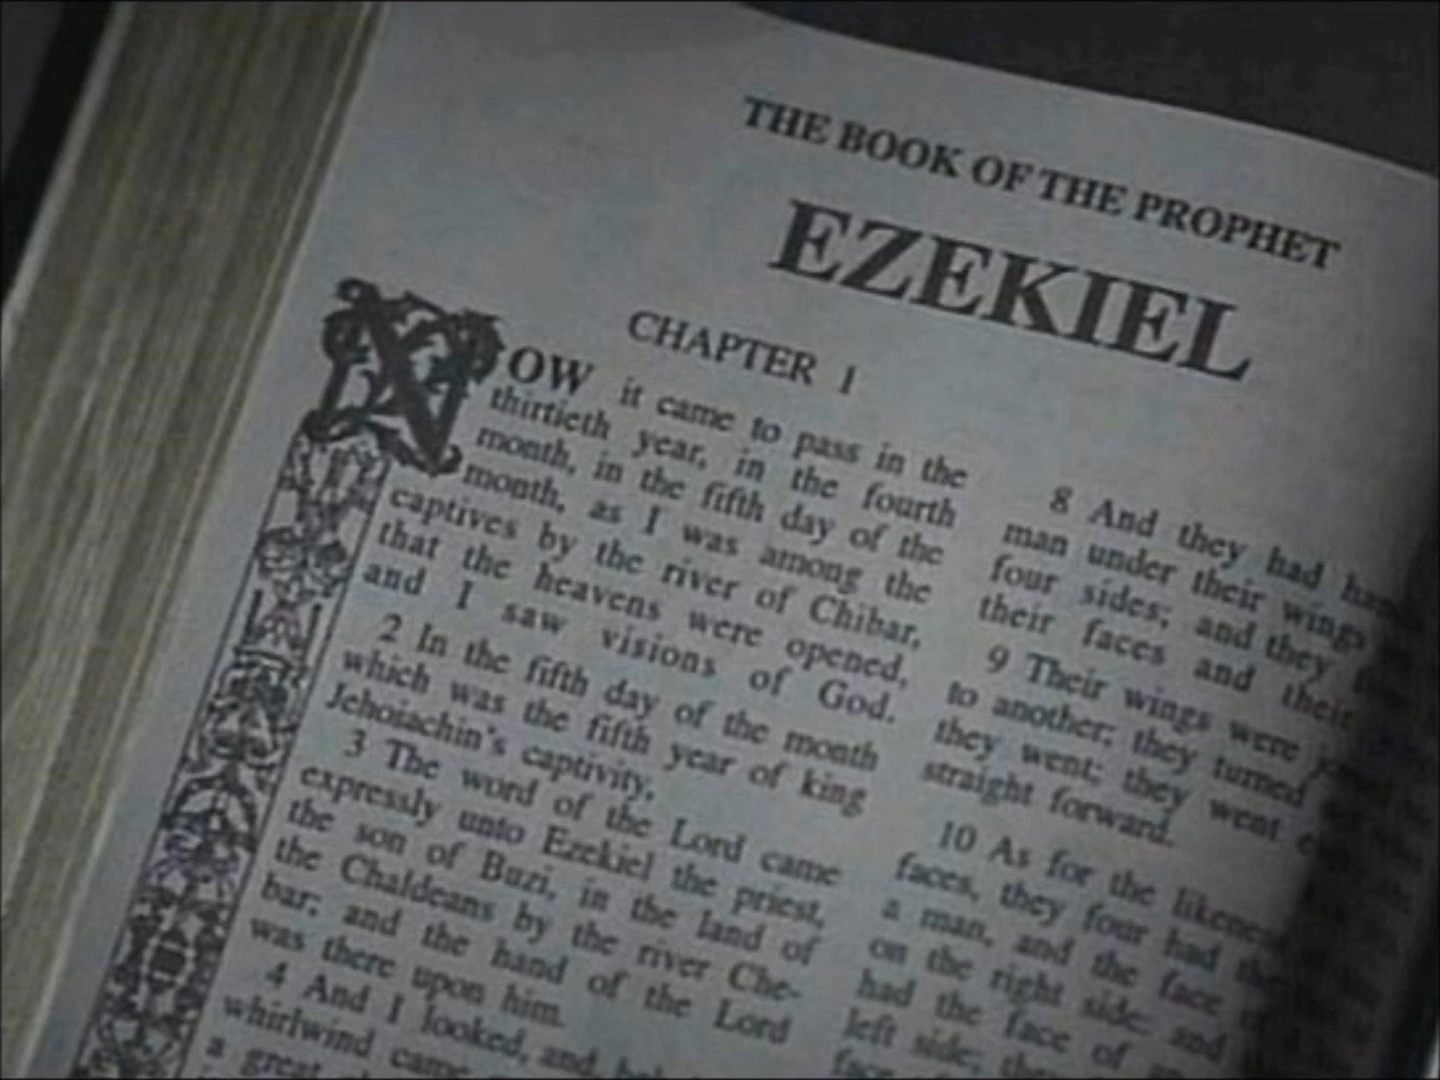 THE BOOK OF THE PROPHET
EZEKIEL
CHAPTER 1
NOW it came to pass in the
thirtieth year, in the fourth
month, in the fifth day of the
month, as I was among the
captives by the river of Chibar,
that the heavens were opened,
and I saw visions of God.
2 In the fifth day of the month
which was the fifth year of king
Jehoiachin's captivity,
3 The word of the Lord came
expressly unto Ezekiel the priest,
the son of Buzi, in the land of
the Chaldeans by the river Che-
bar; and the hand of the Lord
was there upon him.
4 And I looked, and
whirlwind came
a great
8 And they had
man under their wings
four sides; and they
their faces and their
9 Their wings were
to another; they turned
they went; they went
straight forward.
10 As for the
faces, they four had
a man, and the face
on the right side: and
had the face of
left side;